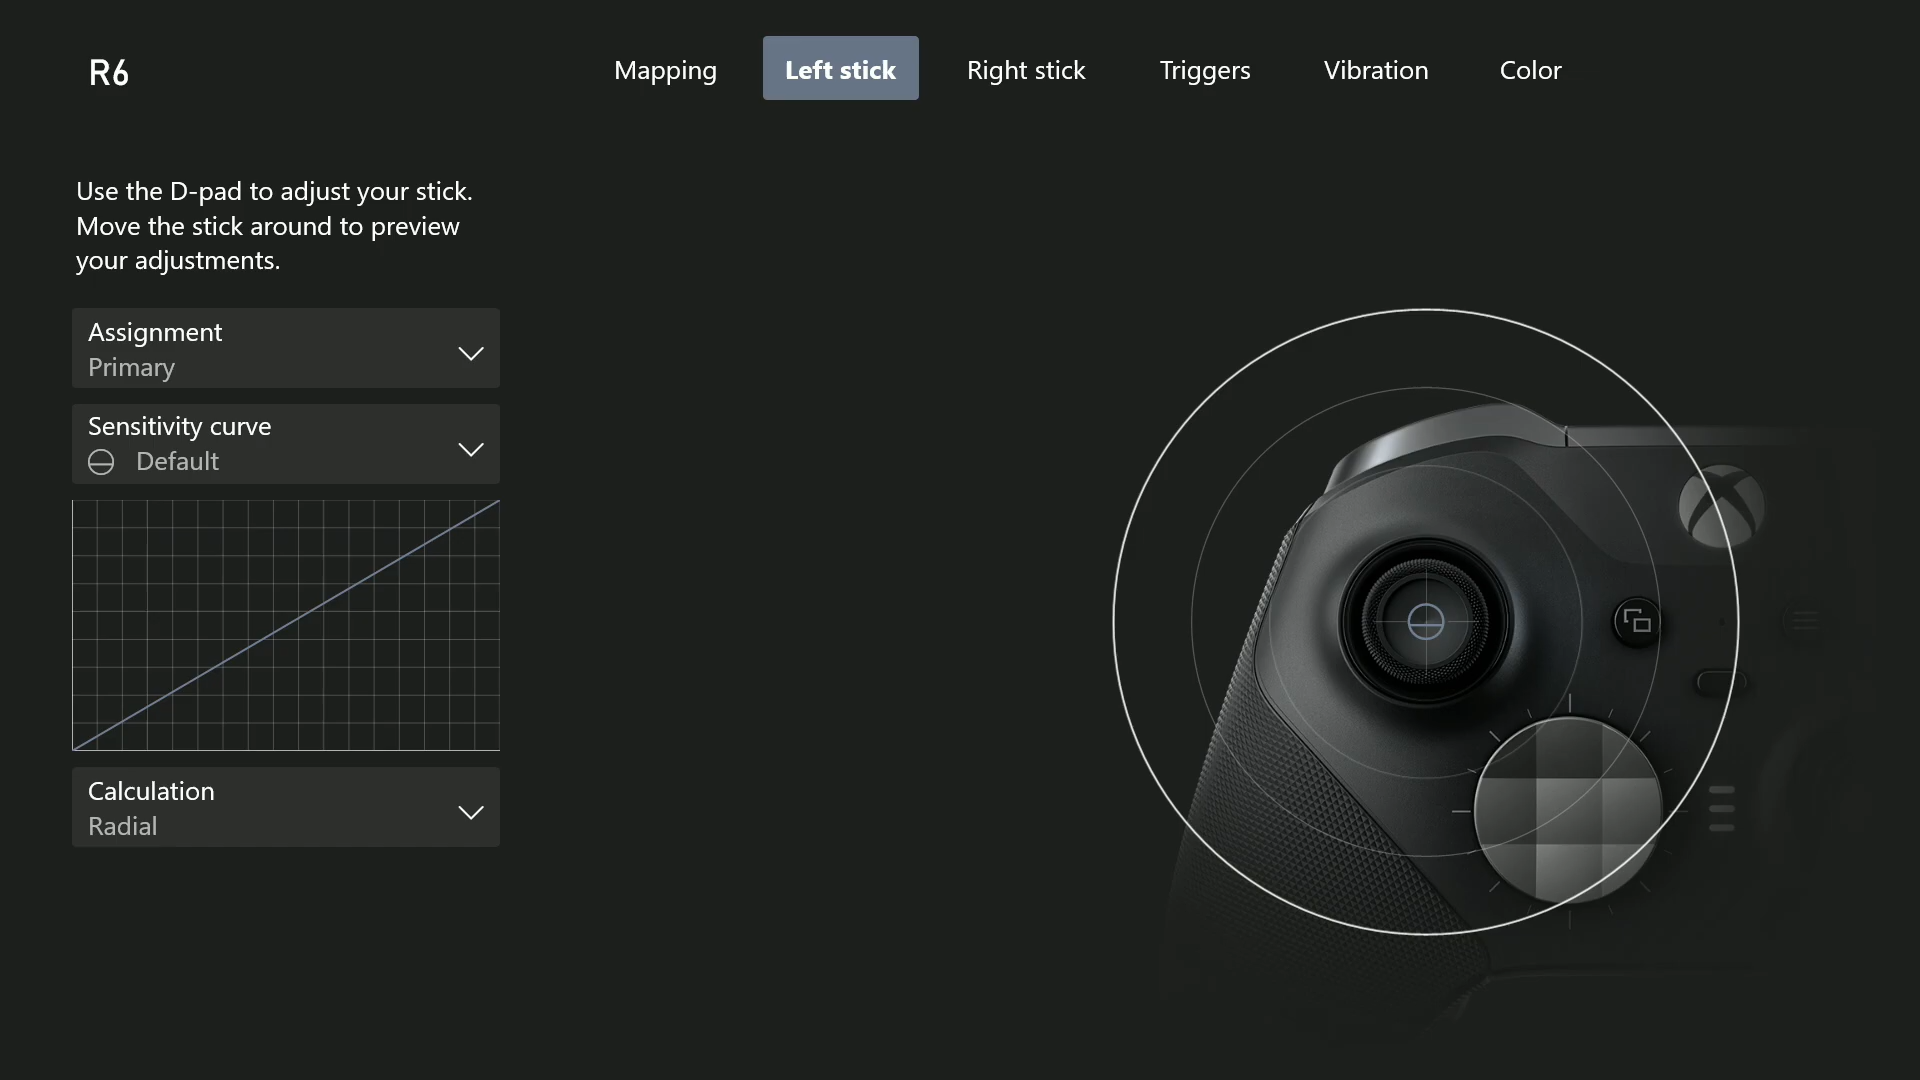 R6
Mapping
Left stick
Right stick
Triggers
Vibration
Color
Use the D-pad to adjust your stick.
Move the stick around to preview
your adjustments.
Assignment
Primary
Sensitivity curve
Default
Calculation
Radial